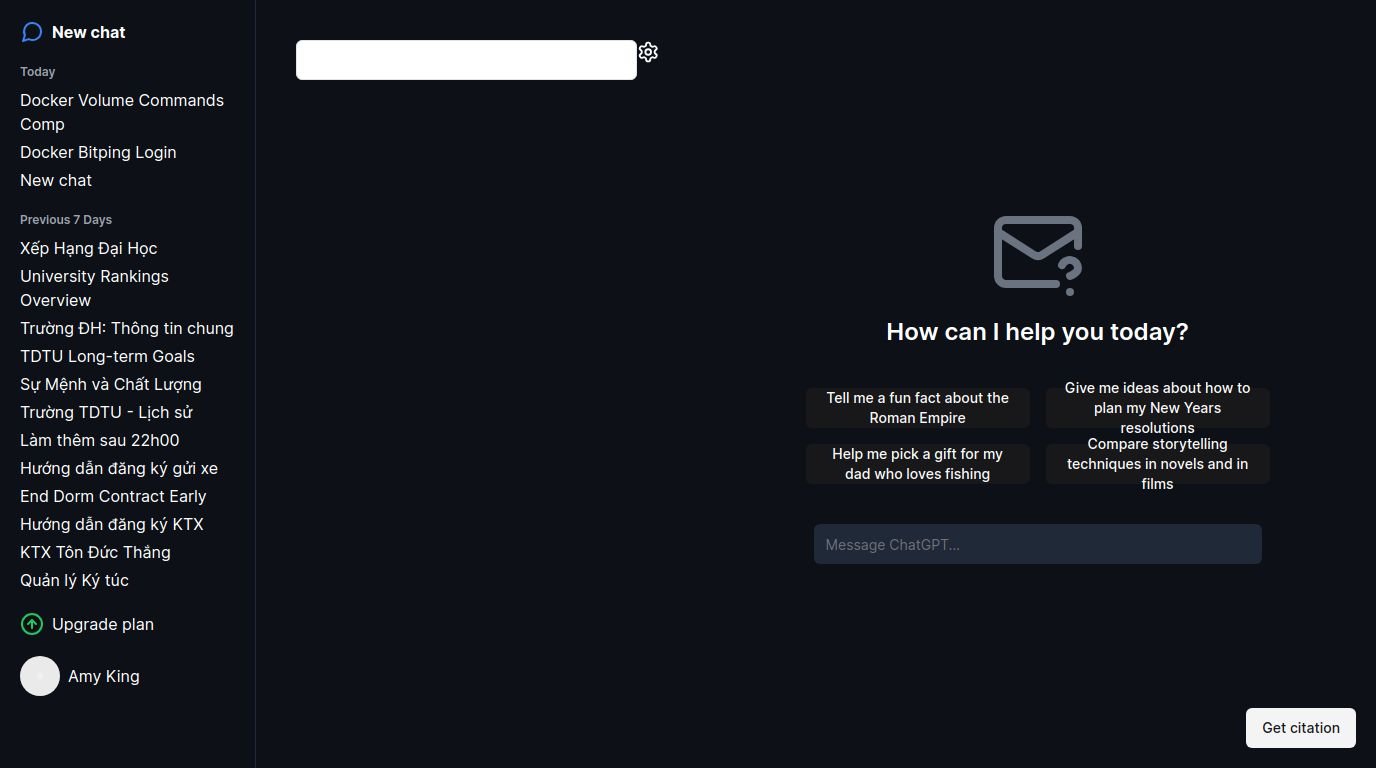 New chat
Today
Docker Volume Commands
Comp
Docker Bitping Login
New chat
Previous 7 Days
Xếp Hạng Đại Học
University Rankings
Overview
Trường ĐH: Thông tin chung
TDTU Long-term Goals
Sự Mệnh và Chất Lượng
Trường TDTU - Lịch sử
Làm thêm sau 22h00
Hướng dẫn đăng ký gửi xe
End Dorm Contract Early
Hướng dẫn đăng ký KTX
KTX Tôn Đức Thắng
Quản lý Ký túc
Upgrade plan
Amy King
How can I help you today?
Tell me a fun fact about the
Roman Empire
Give me ideas about how to
plan my New Years
resolutions
Help me pick a gift for my
dad who loves fishing
Compare storytelling
techniques in novels and in
films
Message ChatGPT...
Get citation